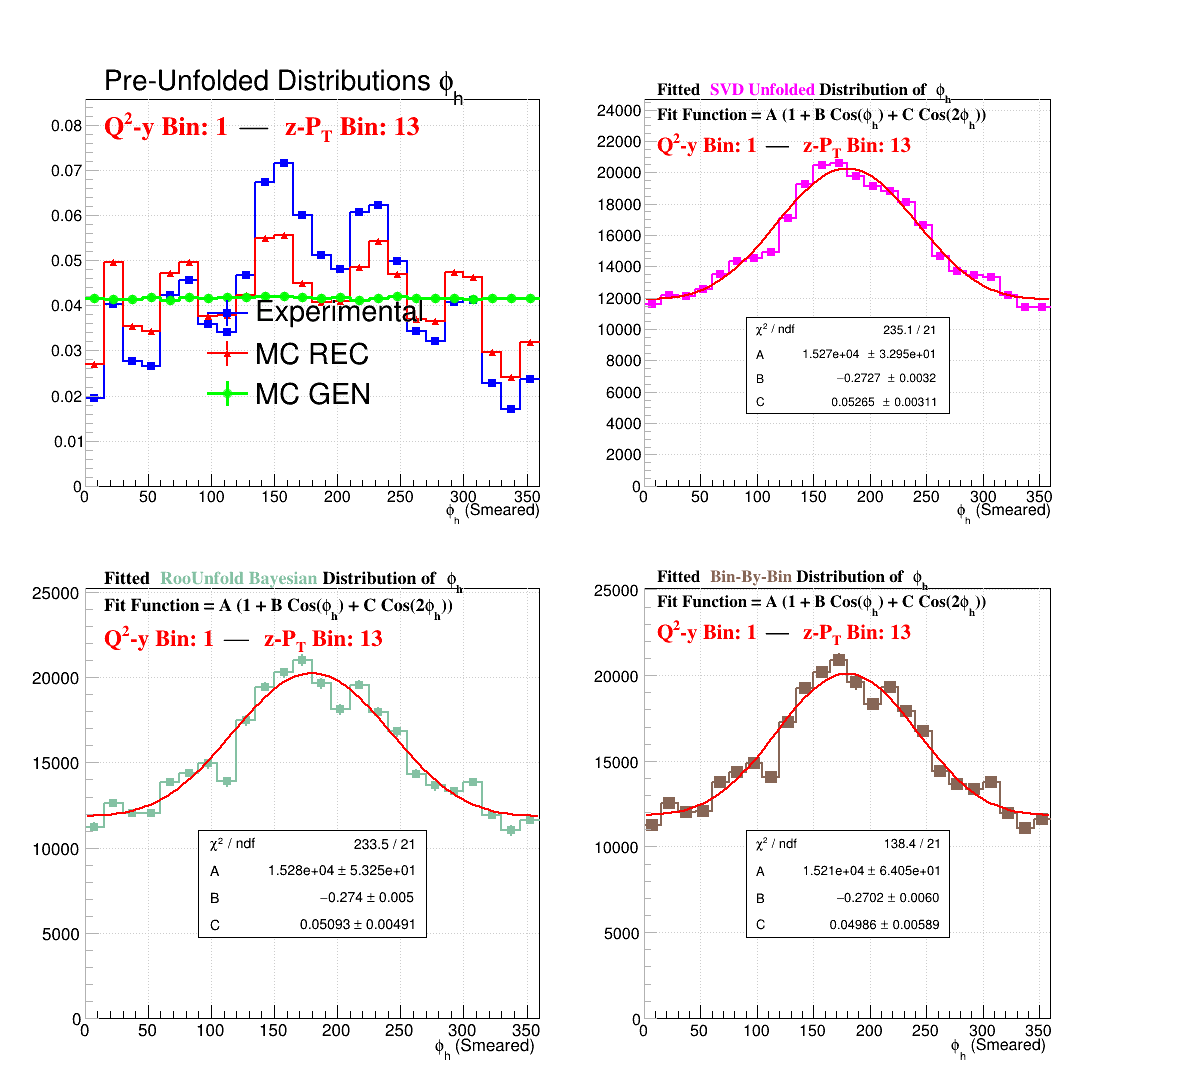 Pre-Unfolded Distributions ϕh
Q2-y Bin: 1 — z-PT Bin: 13
0.08
0.07
0.06
0.05
0.04
0.03
0.02
0.01
0
Experimental
MC REC
MC GEN
0 50 100 150 200 250 300 350
ϕh (Smeared)
Fitted SVD Unfolded Distribution of ϕh
Fit Function = A (1 + B Cos(ϕh) + C Cos(2ϕh))
Q2-y Bin: 1 — z-PT Bin: 13
24000
22000
20000
18000
16000
14000
12000
10000
8000
6000
4000
2000
0
χ2 / ndf 235.1 / 21
A 1.527e+04 ± 3.295e+01
B −0.2727 ± 0.0032
C 0.05265 ± 0.00311
0 50 100 150 200 250 300 350
ϕh (Smeared)
Fitted RooUnfold Bayesian Distribution of ϕh
Fit Function = A (1 + B Cos(ϕh) + C Cos(2ϕh))
Q2-y Bin: 1 — z-PT Bin: 13
25000
20000
15000
10000
5000
0
χ2 / ndf 233.5 / 21
A 1.528e+04 ± 5.325e+01
B −0.274 ± 0.005
C 0.05093 ± 0.00491
0 50 100 150 200 250 300 350
ϕh (Smeared)
Fitted Bin-By-Bin Distribution of ϕh
Fit Function = A (1 + B Cos(ϕh) + C Cos(2ϕh))
Q2-y Bin: 1 — z-PT Bin: 13
25000
20000
15000
10000
5000
0
χ2 / ndf 138.4 / 21
A 1.521e+04 ± 6.405e+01
B −0.2702 ± 0.0060
C 0.04986 ± 0.00589
0 50 100 150 200 250 300 350
ϕh (Smeared)